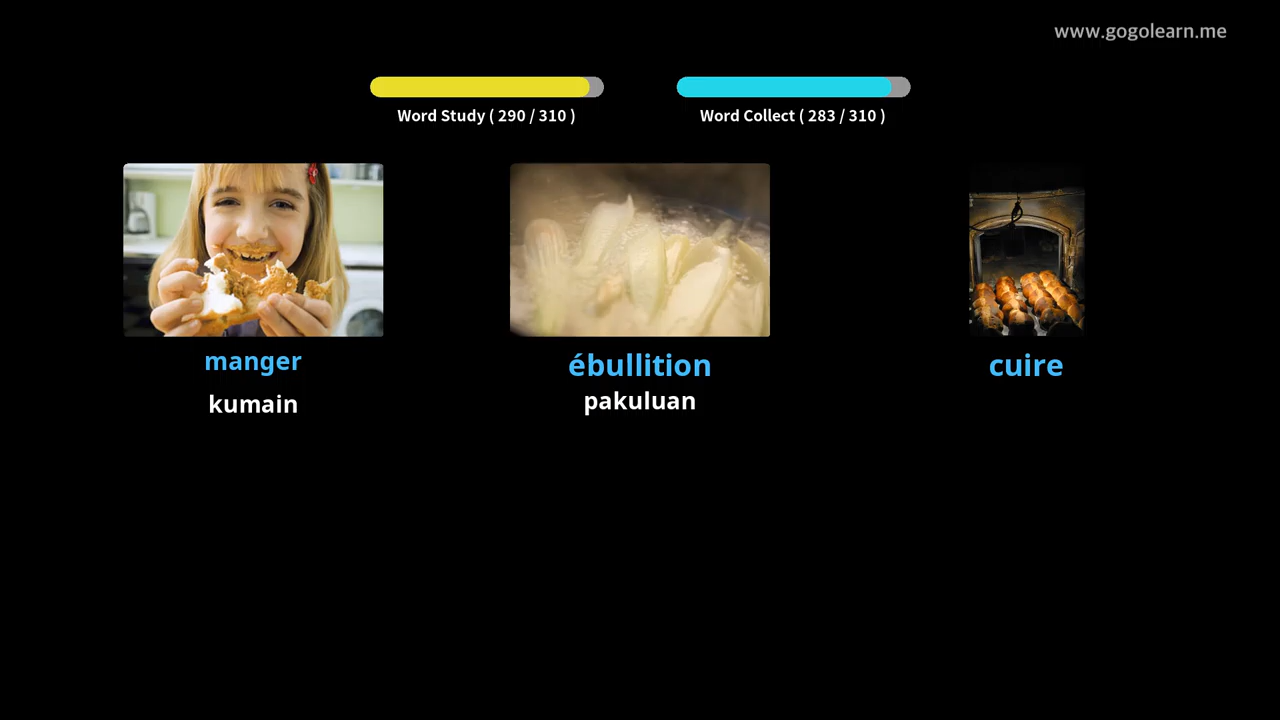 www.gogolearn.me
Word Study ( 290 / 310 )
Word Collect ( 283 / 310 )
manger
kumain
ébullition
pakuluan
cuire